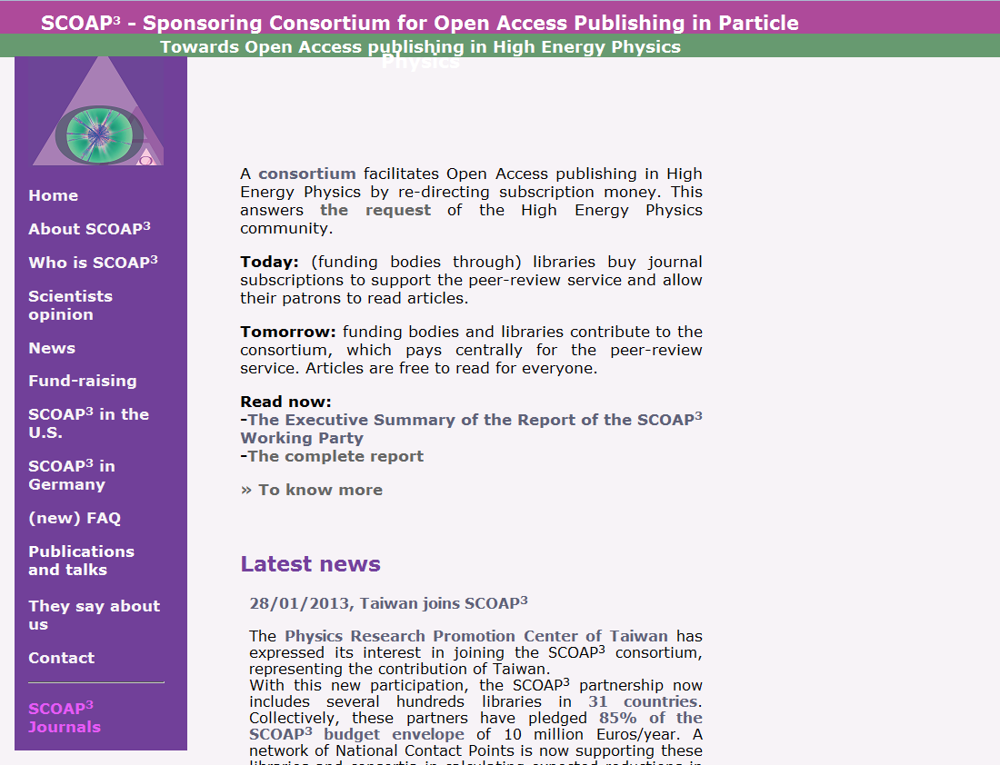 SCOAP³ - Sponsoring Consortium for Open Access Publishing in Particle
Physics
Towards Open Access publishing in High Energy Physics
Home
About SCOAP³
Who is SCOAP³
Scientists
opinion
News
Fund-raising
SCOAP³ in the
U.S.
SCOAP³ in
Germany
(new) FAQ
Publications
and talks
They say about
us
Contact
SCOAP³
Journals
A consortium facilitates Open Access publishing in High
Energy Physics by re-directing subscription money. This
answers the request of the High Energy Physics
community.
Today: (funding bodies through) libraries buy journal
subscriptions to support the peer-review service and allow
their patrons to read articles.
Tomorrow: funding bodies and libraries contribute to the
consortium, which pays centrally for the peer-review
service. Articles are free to read for everyone.
Read now:
-The Executive Summary of the Report of the SCOAP³
Working Party
-The complete report
» To know more
Latest news
28/01/2013, Taiwan joins SCOAP³
The Physics Research Promotion Center of Taiwan has
expressed its interest in joining the SCOAP³ consortium,
representing the contribution of Taiwan.
With this new participation, the SCOAP³ partnership now
includes several hundreds libraries in 31 countries.
Collectively, these partners have pledged 85% of the
SCOAP³ budget envelope of 10 million Euros/year. A
network of National Contact Points is now supporting these
libraries and consortia in calculating expected reductions in